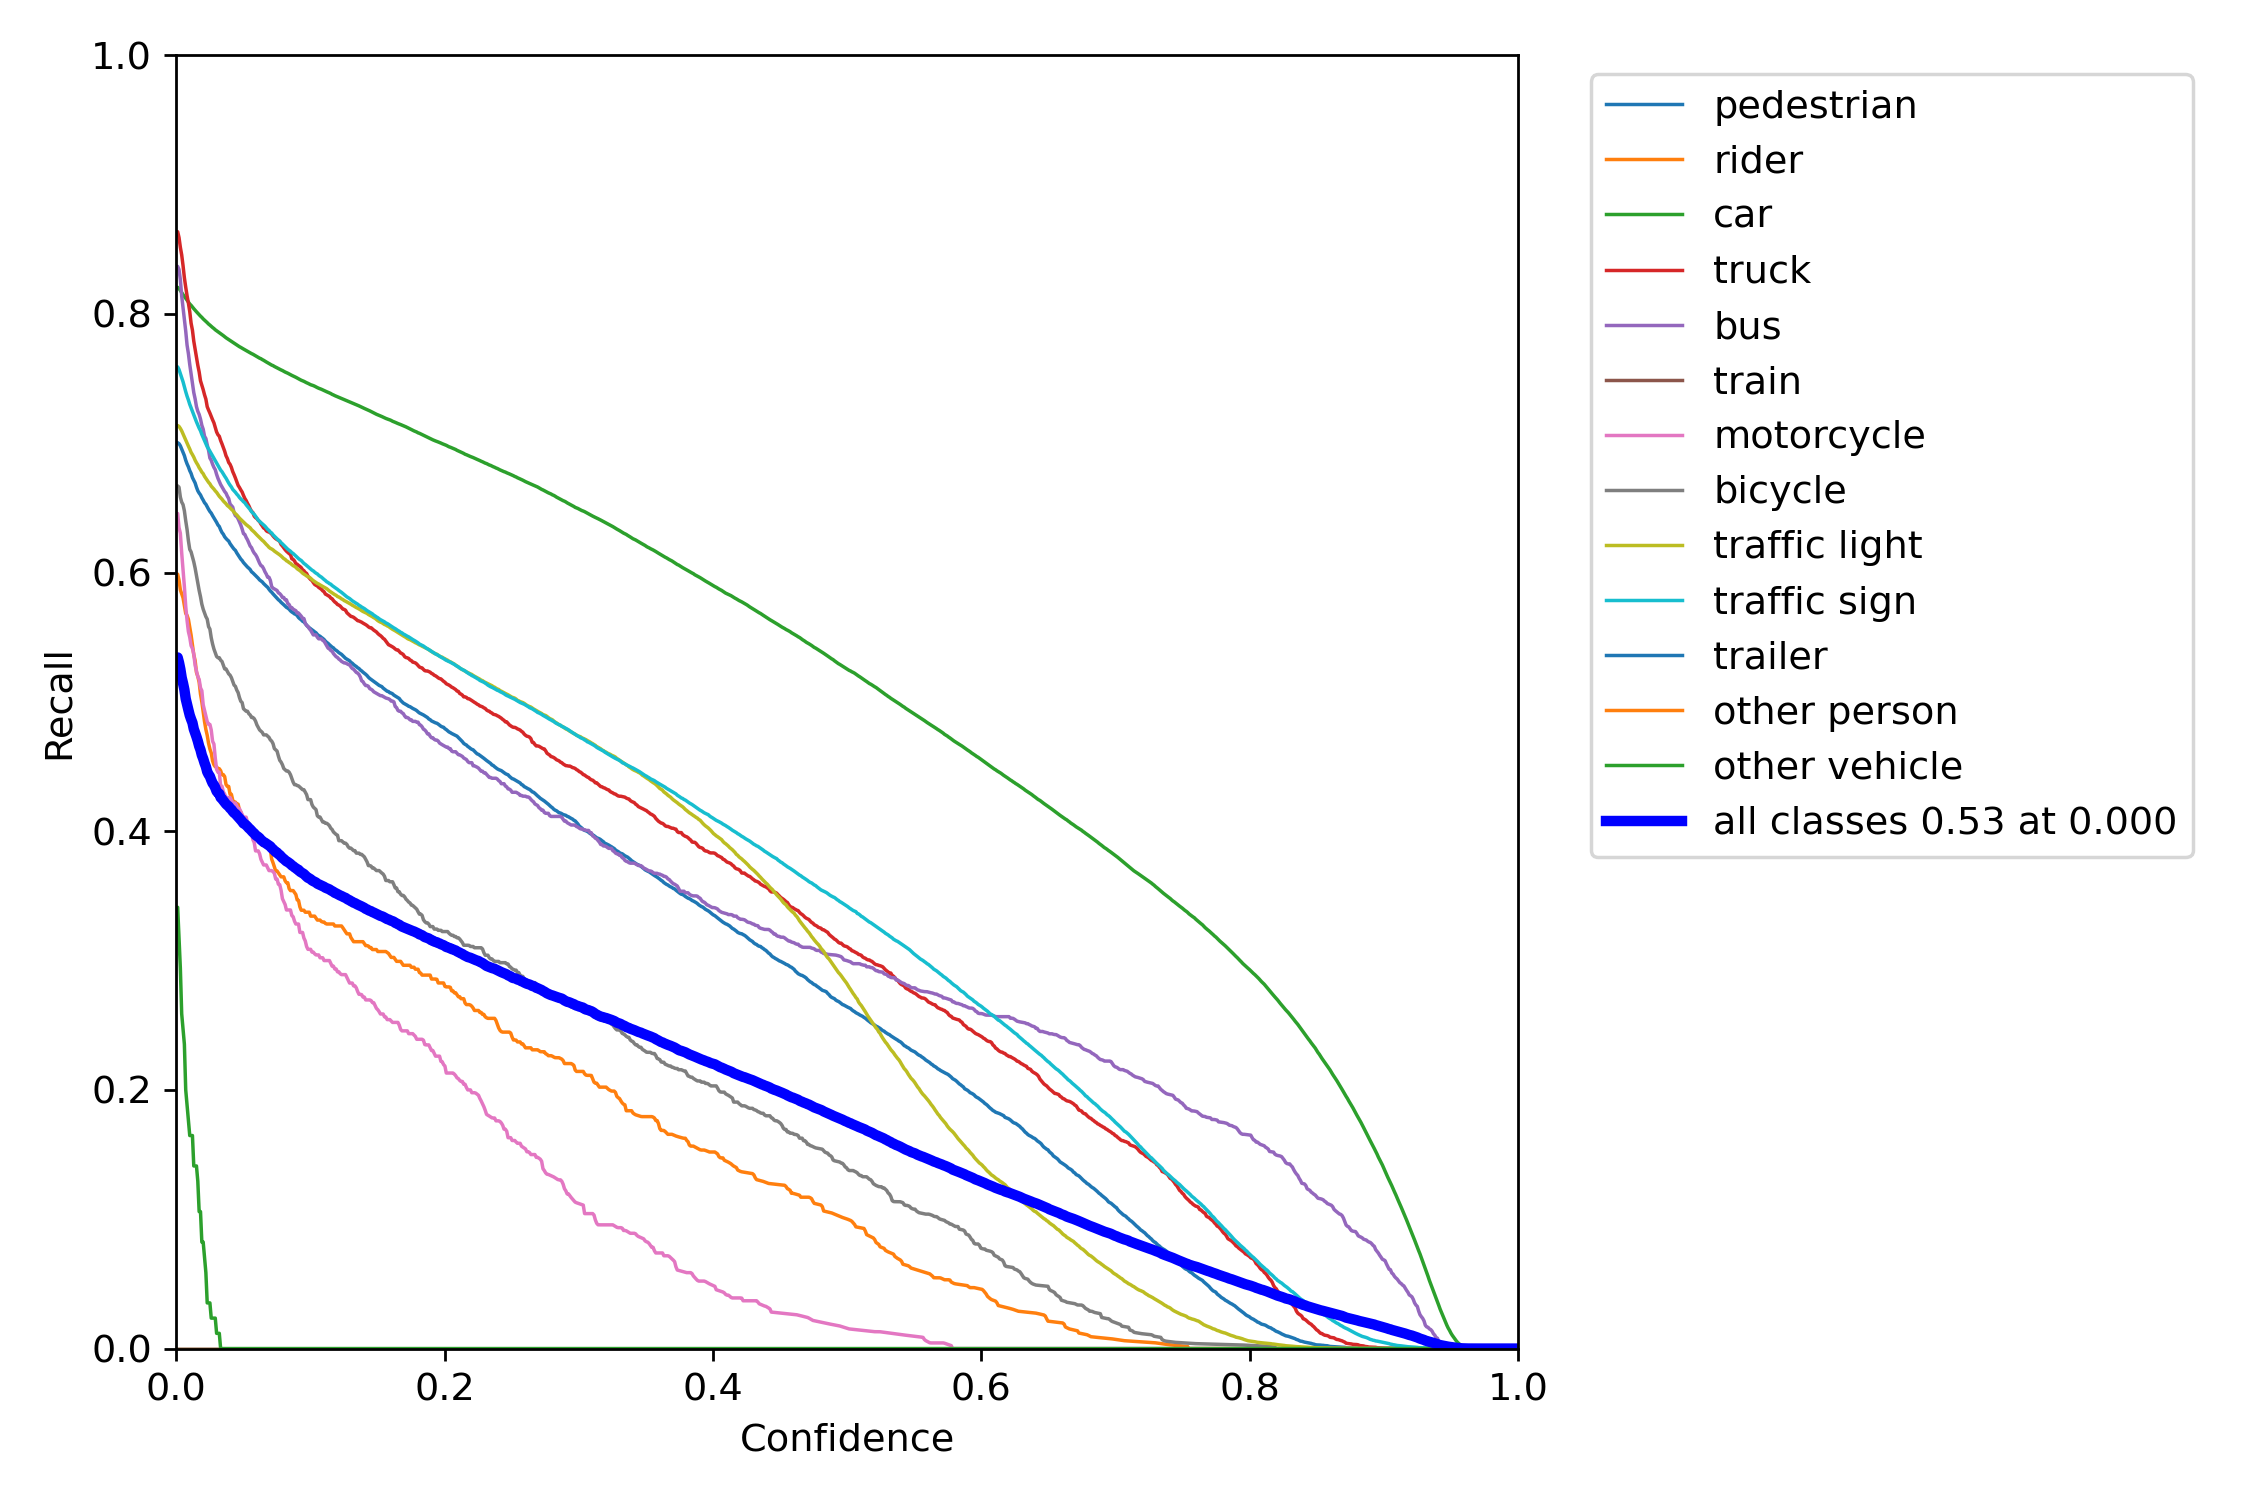 1.0
0.8
0.6
0.4
0.2
0.0
Recall
0.0 0.2 0.4 0.6 0.8 1.0
Confidence
pedestrian
rider
car
truck
bus
train
motorcycle
bicycle
traffic light
traffic sign
trailer
other person
other vehicle
all classes 0.53 at 0.000